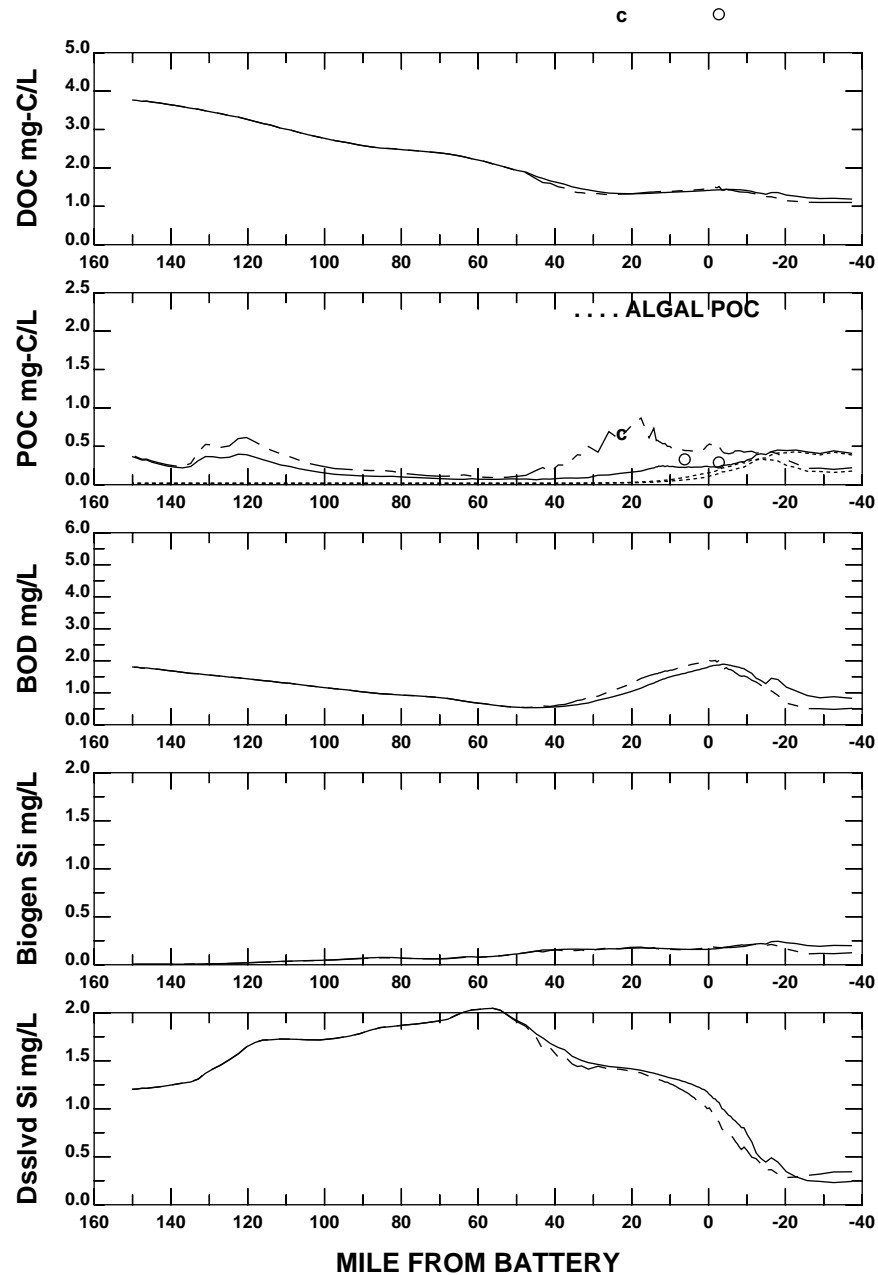 c
DOC mg-C/L
5.0
4.0
3.0
2.0
1.0
0.0
160 140 120 100 80 60 40 20 0 -20 -40
POC mg-C/L
2.5
2.0
1.5
1.0
0.5
0.0
. . . . ALGAL POC
c
160 140 120 100 80 60 40 20 0 -20 -40
BOD mg/L
6.0
5.0
4.0
3.0
2.0
1.0
0.0
160 140 120 100 80 60 40 20 0 -20 -40
Biogen Si mg/L
2.0
1.5
1.0
0.5
0.0
160 140 120 100 80 60 40 20 0 -20 -40
Dsslvd Si mg/L
2.0
1.5
1.0
0.5
0.0
160 140 120 100 80 60 40 20 0 -20 -40
MILE FROM BATTERY